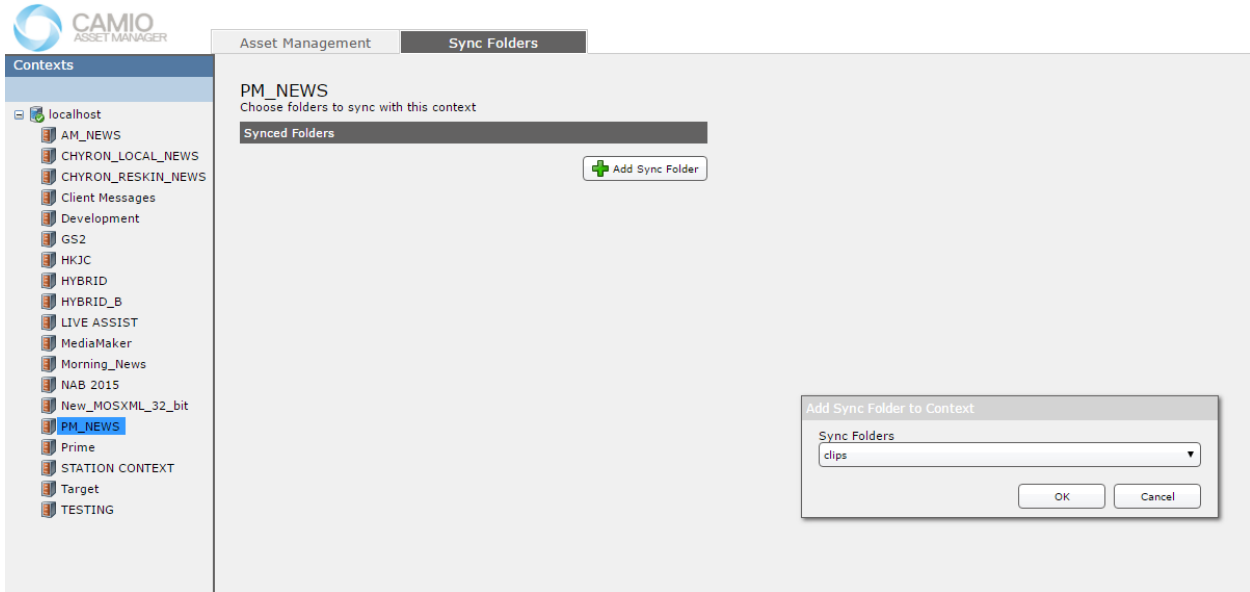 CAMIO
ASSET MANAGER
Asset Management
Sync Folders
Contexts
localhost
AM_NEWS
CHYRON_LOCAL_NEWS
CHYRON_RESKIN_NEWS
Client Messages
Development
GS2
HKJC
HYBRID
HYBRID_B
LIVE ASSIST
MediaMaker
Morning_News
NAB 2015
New_MOSXML_32_bit
PM_NEWS
Prime
STATION CONTEXT
Target
TESTING
PM_NEWS
Choose folders to sync with this context
Synced Folders
Add Sync Folder
Add Sync Folder to Context
Sync Folders
clips
OK
Cancel